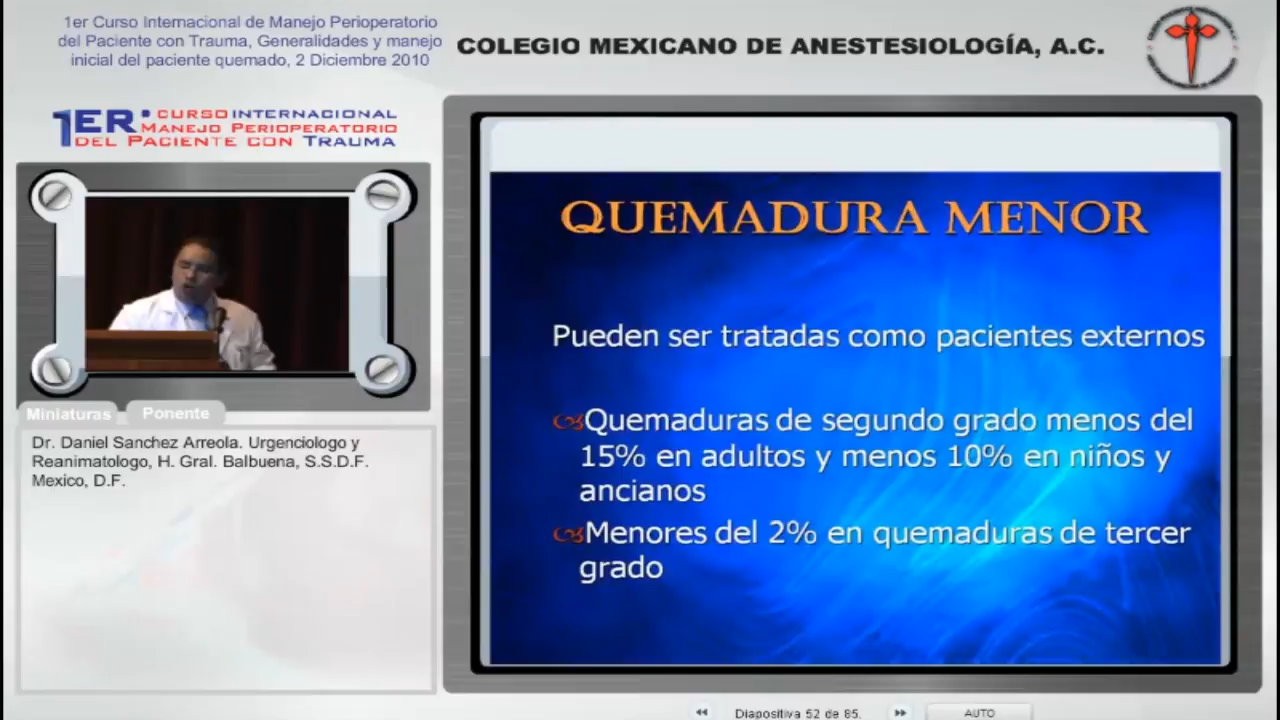 1er Curso Internacional de Manejo Perioperatorio
del Paciente con Trauma, Generalidades y manejo
inicial del paciente quemado, 2 Diciembre 2010
COLEGIO MEXICANO DE ANESTESIOLOGÍA, A.C.
1ER. CURSO INTERNACIONAL
MANEJO PERIOPERATORIO
DEL PACIENTE CON TRAUMA
Miniaturas Ponente
Dr. Daniel Sanchez Arreola. Urgenciologo y
Reanimatologo, H. Gral. Balbuena, S.S.D.F.
Mexico, D.F.
QUEMADURA MENOR
Pueden ser tratadas como pacientes externos
Quemaduras de segundo grado menos del
15% en adultos y menos 10% en niños y
ancianos
Menores del 2% en quemaduras de tercer
grado
Diapositiva 52 de 85.
AUTO